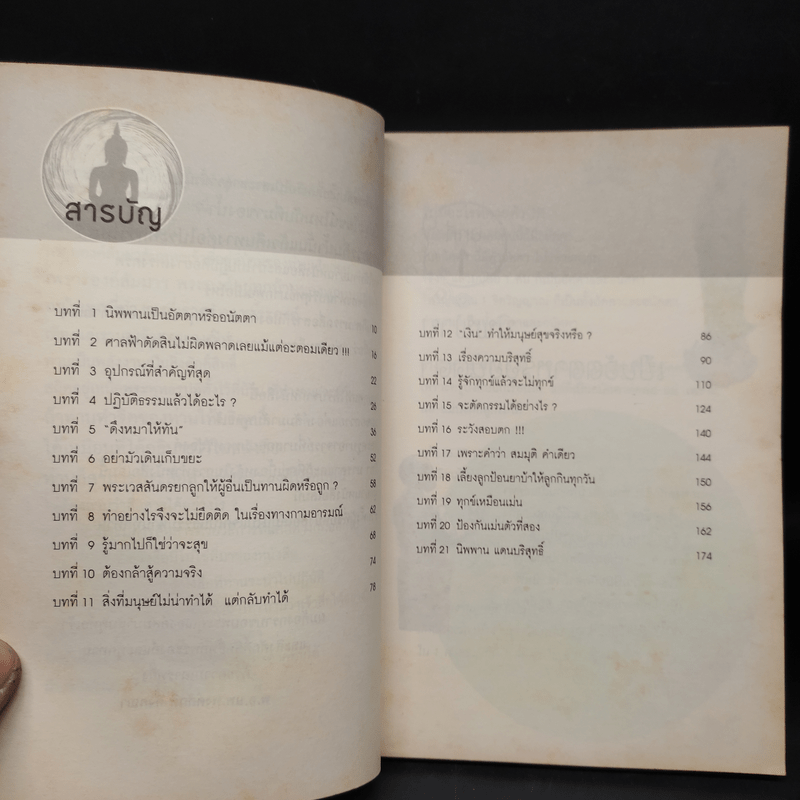 สารบัญ
บทที่ 1 นิพพานเป็นอัตตาหรืออนัตตา 10
บทที่ 2 ศาลฟ้าตัดสินไม่ผิดพลาดเลยแม้แต่อะตอมเดียว !!! 16
บทที่ 3 อุปกรณ์ที่สำคัญที่สุด 22
บทที่ 4 ปฏิบัติธรรมแล้วได้อะไร ? 26
บทที่ 5 "ดึงหมาให้ทัน" 36
บทที่ 6 อย่ามัวเดินเก็บขยะ 52
บทที่ 7 พระเวสสันดรยกลูกให้ผู้อื่นเป็นทานผิดหรือถูก ? 58
บทที่ 8 ทำอย่างไรจึงจะไม่ยึดติด ในเรื่องทางกามอารมณ์ 62
บทที่ 9 รู้มากไปก็ใช่ว่าจะสุข 68
บทที่ 10 ต้องกล้าสู้ความจริง 74
บทที่ 11 สิ่งที่มนุษย์ไม่น่าทำได้ แต่กลับทำได้ 78
บทที่ 12 "เงิน" ทำให้มนุษย์สุขจริงหรือ ? 86
บทที่ 13 เรื่องความบริสุทธิ์ 90
บทที่ 14 รู้จักทุกข์แล้วจะไม่ทุกข์ 110
บทที่ 15 จะตัดกรรมได้อย่างไร ? 124
บทที่ 16 ระวังสอบตก !!! 140
บทที่ 17 เพราะคำว่า สมมุติ คำเดียว 144
บทที่ 18 เลี้ยงลูกป้อนยาบ้าให้ลูกกินทุกวัน 150
บทที่ 19 ทุกข์เหมือนเม่น 156
บทที่ 20 ป้องกันเม่นตัวที่สอง 162
บทที่ 21 นิพพาน แดนบริสุทธิ์ 174